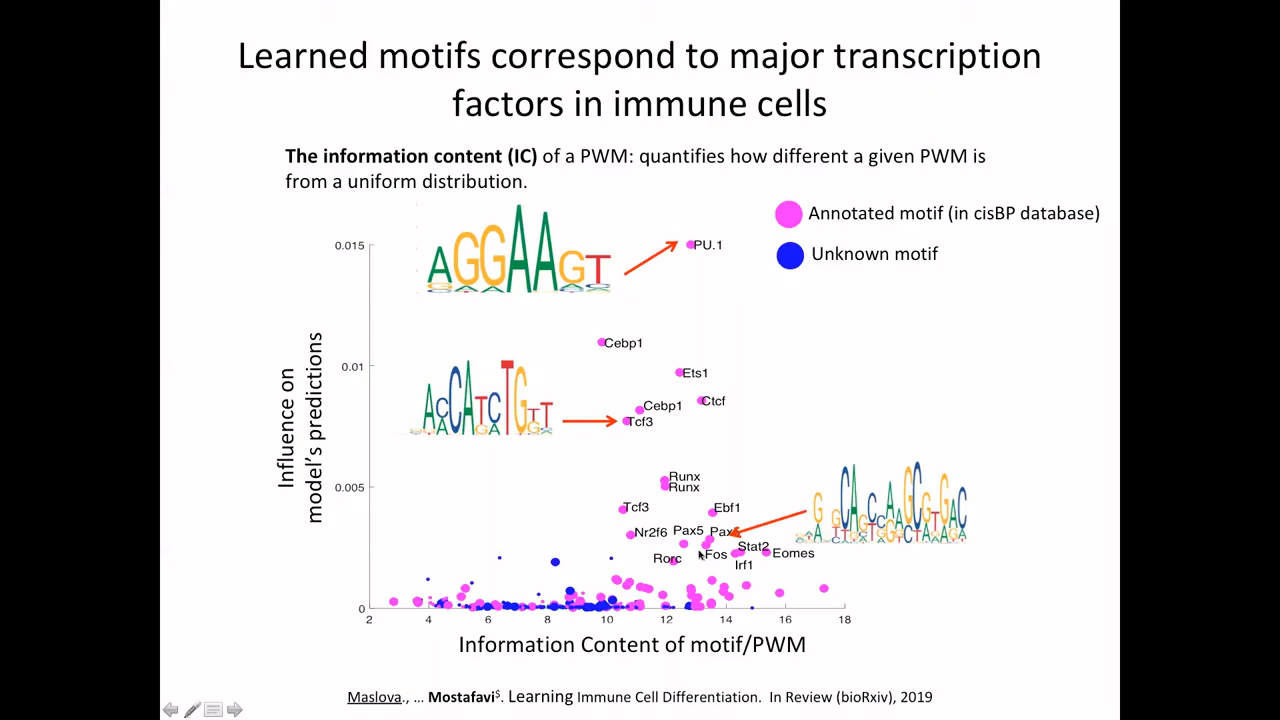 Learned motifs correspond to major transcription
factors in immune cells
The information content (IC) of a PWM: quantifies how different a given PWM is
from a uniform distribution.
Annotated motif (in cisBP database)
Unknown motif
Influence on
model's predictions
0.015
0.01
0.005
0
AGGAAGT
PU.1
Cebp1
Ets1
Ctcf
Cebp1
Tcf3
Runx
Runx
Tcf3
Ebf1
Nr2f6
Pax5
Pax
Stat2
Eomes
Rorc
Fos
Irf1
2 4 6 8 10 12 14 16 18
Information Content of motif/PWM
Maslova., ... Mostafavi$. Learning Immune Cell Differentiation. In Review (bioRxiv), 2019